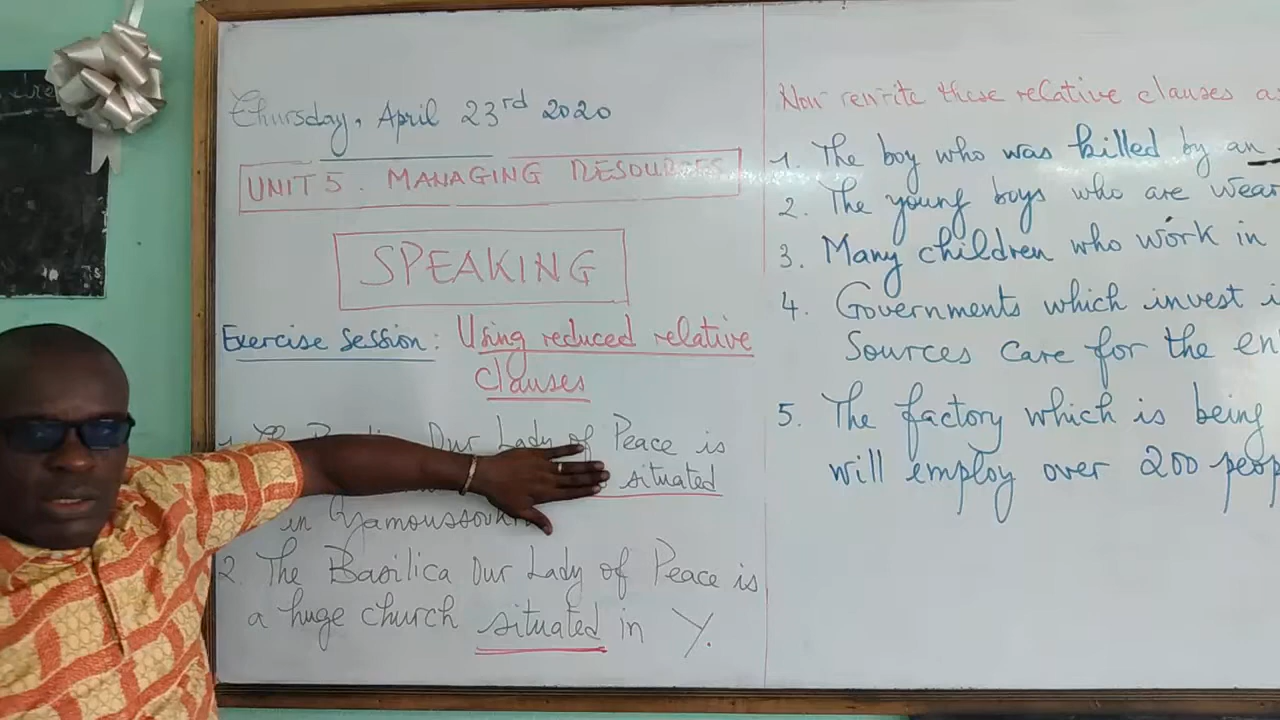 Thursday, April 23rd 2020
UNIT 5. MANAGING RESOURCES
SPEAKING
Exercise session: Using reduced relative
clauses
Our Lady of Peace is
situated
in
2. The Basilica Our Lady of Peace is
a huge church situated in Y.
Now rewrite these relative clauses
1. The boy who was killed by an
2. The young boys who are
3. Many children who work in
4. Governments which invest
Sources care for the
5. The factory which is being
will employ over 200